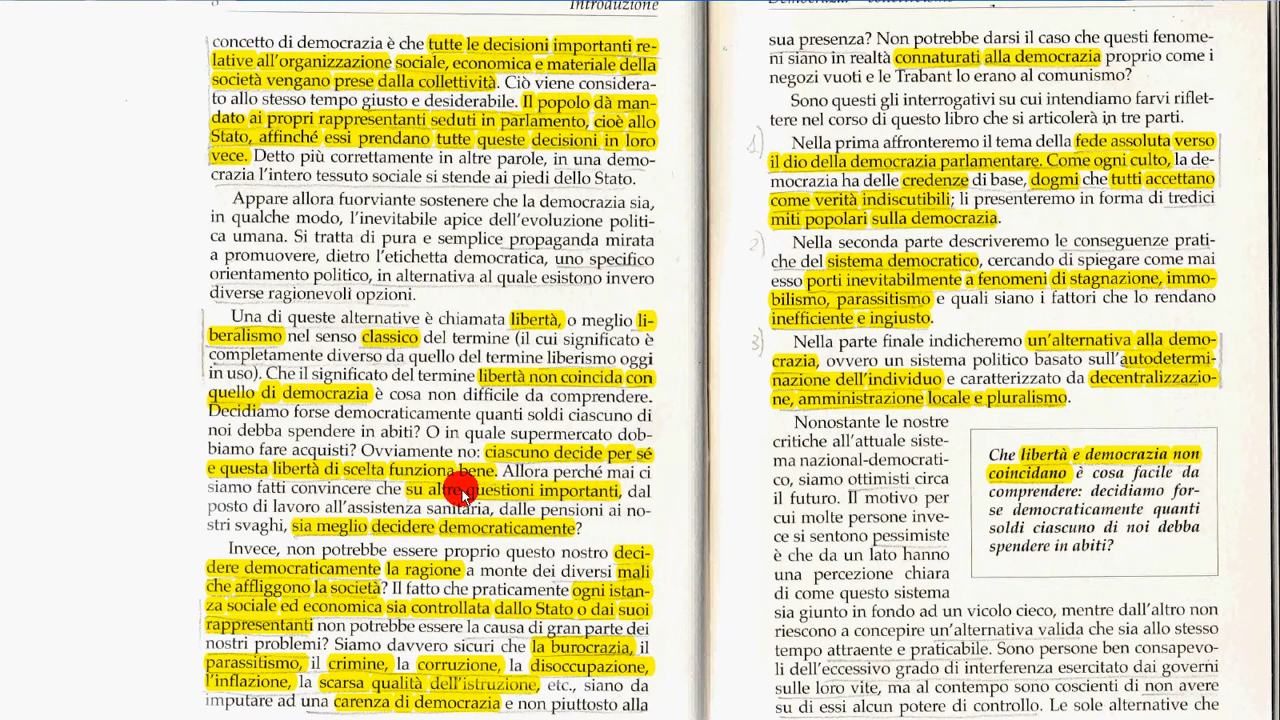 Introduzione
concetto di democrazia è che tutte le decisioni importanti re-
lative all'organizzazione sociale, economica e materiale della
società vengano prese dalla collettività. Ciò viene considera-
to allo stesso tempo giusto e desiderabile. Il popolo dà man-
dato ai propri rappresentanti seduti in parlamento, cioè allo
Stato, affinché essi prendano tutte queste decisioni in loro
vece. Detto più correttamente in altre parole, in una demo-
crazia l'intero tessuto sociale si stende ai piedi dello Stato.
Appare allora fuorviante sostenere che la democrazia sia,
in qualche modo, l'inevitabile apice dell'evoluzione politi-
ca umana. Si tratta di pura e semplice propaganda mirata
a promuovere, dietro l'etichetta democratica, uno specifico
orientamento politico, in alternativa al quale esistono invero
diverse ragionevoli opzioni.
Una di queste alternative è chiamata libertà, o meglio li-
beralismo nel senso classico del termine (il cui significato è
completamente diverso da quello del termine liberismo oggi
in uso). Che il significato del termine libertà non coincida con
quello di democrazia è cosa non difficile da comprendere.
Decidiamo forse democraticamente quanti soldi ciascuno di
noi debba spendere in abiti? O in quale supermercato dob-
biamo fare acquisti? Ovviamente no: ciascuno decide per sé
e questa libertà di scelta funziona bene. Allora perché mai ci
siamo fatti convincere che su altre questioni importanti, dal
posto di lavoro all'assistenza sanitaria, dalle pensioni ai no-
stri svaghi, sia meglio decidere democraticamente?
Invece, non potrebbe essere proprio questo nostro deci-
dere democraticamente la ragione a monte dei diversi mali
che affliggono la società? Il fatto che praticamente ogni istan-
za sociale ed economica sia controllata dallo Stato o dai suoi
rappresentanti non potrebbe essere la causa di gran parte dei
nostri problemi? Siamo davvero sicuri che la burocrazia, il
parassitismo, il crimine, la corruzione, la disoccupazione,
l'inflazione, la scarsa qualità dell'istruzione, etc., siano da
imputare ad una carenza di democrazia e non piuttosto alla
sua presenza? Non potrebbe darsi il caso che questi fenome-
ni siano in realtà connaturati alla democrazia proprio come i
negozi vuoti e le Trabant lo erano al comunismo?
Sono questi gli interrogativi su cui intendiamo farvi riflet-
tere nel corso di questo libro che si articolerà in tre parti.
1) Nella prima affronteremo il tema della fede assoluta verso
il dio della democrazia parlamentare. Come ogni culto, la de-
mocrazia ha delle credenze di base, dogmi che tutti accettano
come verità indiscutibili; li presenteremo in forma di tredici
miti popolari sulla democrazia.
2) Nella seconda parte descriveremo le conseguenze prati-
che del sistema democratico, cercando di spiegare come mai
esso porti inevitabilmente a fenomeni di stagnazione, immo-
bilismo, parassitismo e quali siano i fattori che lo rendano
inefficiente e ingiusto.
3) Nella parte finale indicheremo un'alternativa alla demo-
crazia, ovvero un sistema politico basato sull'autodetermi-
nazione dell'individuo e caratterizzato da decentralizzazio-
ne, amministrazione locale e pluralismo.
Nonostante le nostre
critiche all'attuale siste-
ma nazional-democrati-
co, siamo ottimisti circa
il futuro. Il motivo per
cui molte persone inve-
ce si sentono pessimiste
è che da un lato hanno
una percezione chiara
di come questo sistema
sia giunto in fondo ad un vicolo cieco, mentre dall'altro non
riescono a concepire un'alternativa valida che sia allo stesso
tempo attraente e praticabile. Sono persone ben consapevo-
li dell'eccessivo grado di interferenza esercitato dai governi
sulle loro vite, ma al contempo sono coscienti di non avere
su di essi alcun potere di controllo. Le sole alternative che
Che libertà e democrazia non
coincidano è cosa facile da
comprendere: decidiamo for-
se democraticamente quanti
soldi ciascuno di noi debba
spendere in abiti?